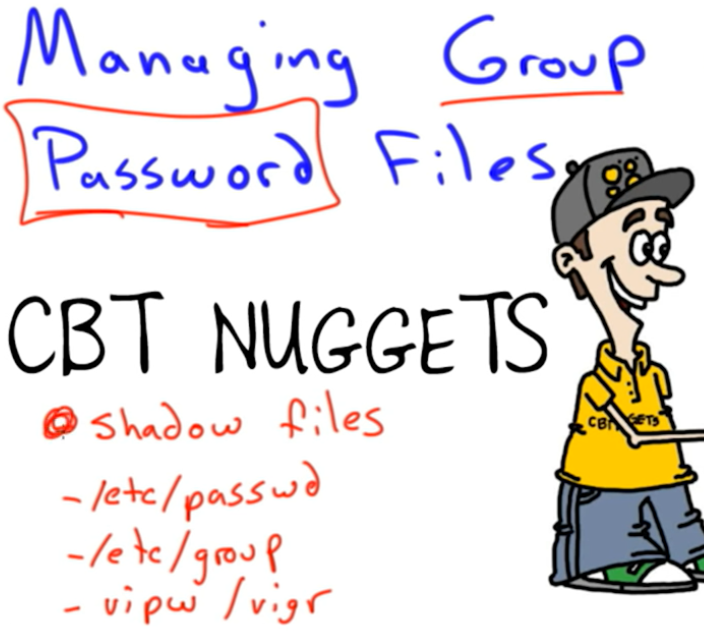 Managing Group
Password Files
CBT NUGGETS
shadow files
- /etc/passwd
- /etc/group
- vipw /vigr